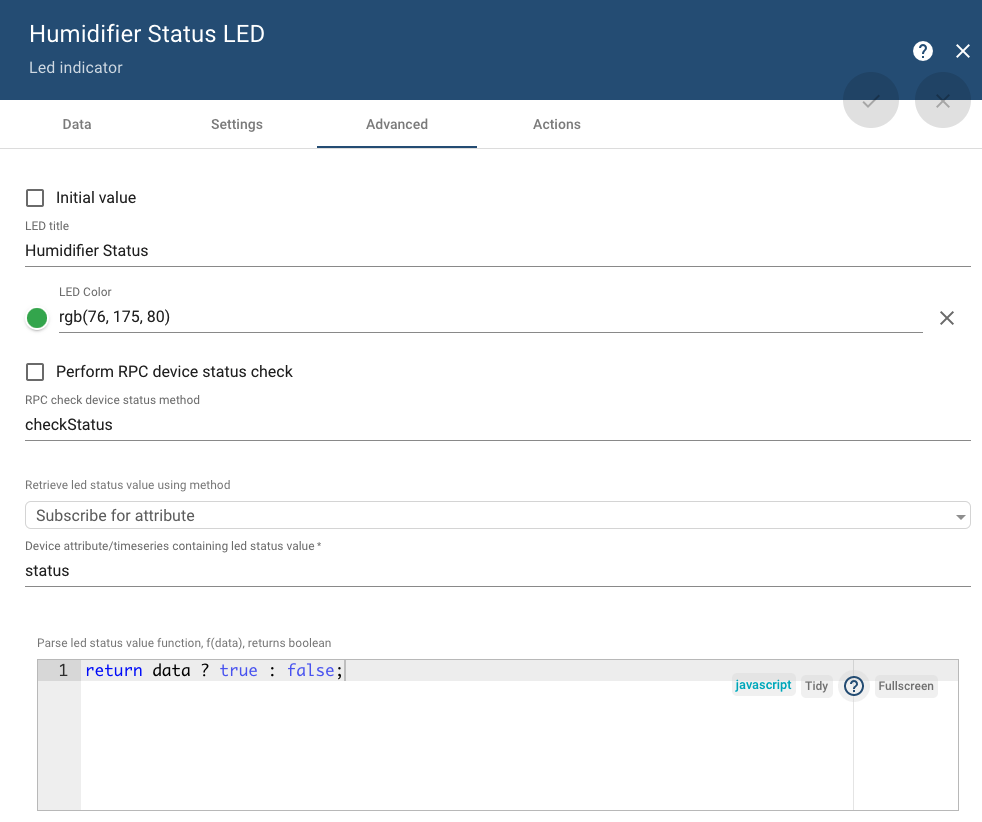 Humidifier Status LED
Led indicator
?
Data Settings Advanced Actions
Initial value
LED title
Humidifier Status
LED Color
rgb(76, 175, 80)
Perform RPC device status check
RPC check device status method
checkStatus
Retrieve led status value using method
Subscribe for attribute
Device attribute/timeseries containing led status value *
status
Parse led status value function, f(data), returns boolean
1 return data ? true : false;
javascript Tidy ? Fullscreen